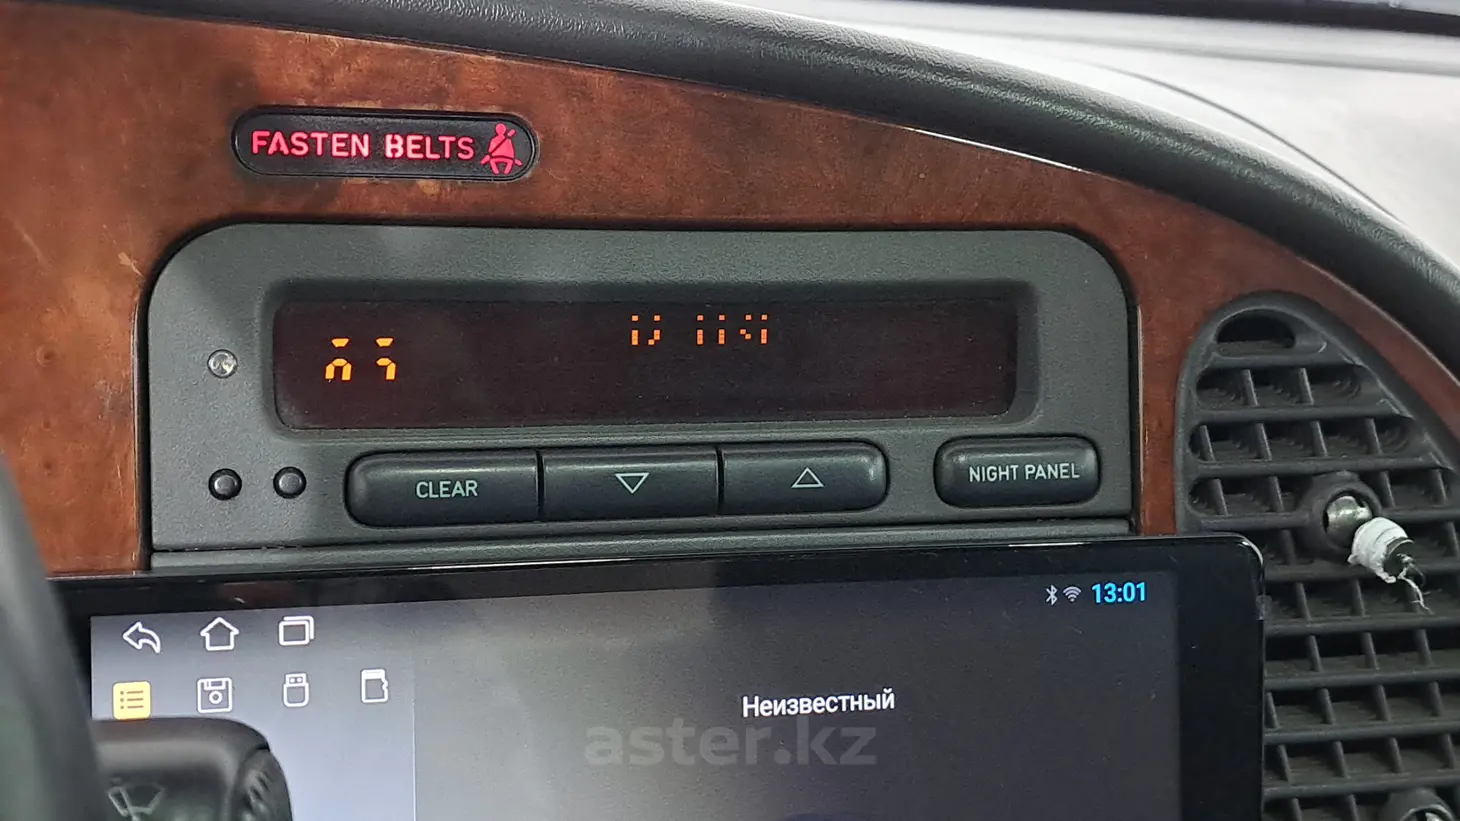 FASTEN BELTS
CLEAR
NIGHT PANEL
13:01
Неизвестный
aster.kz